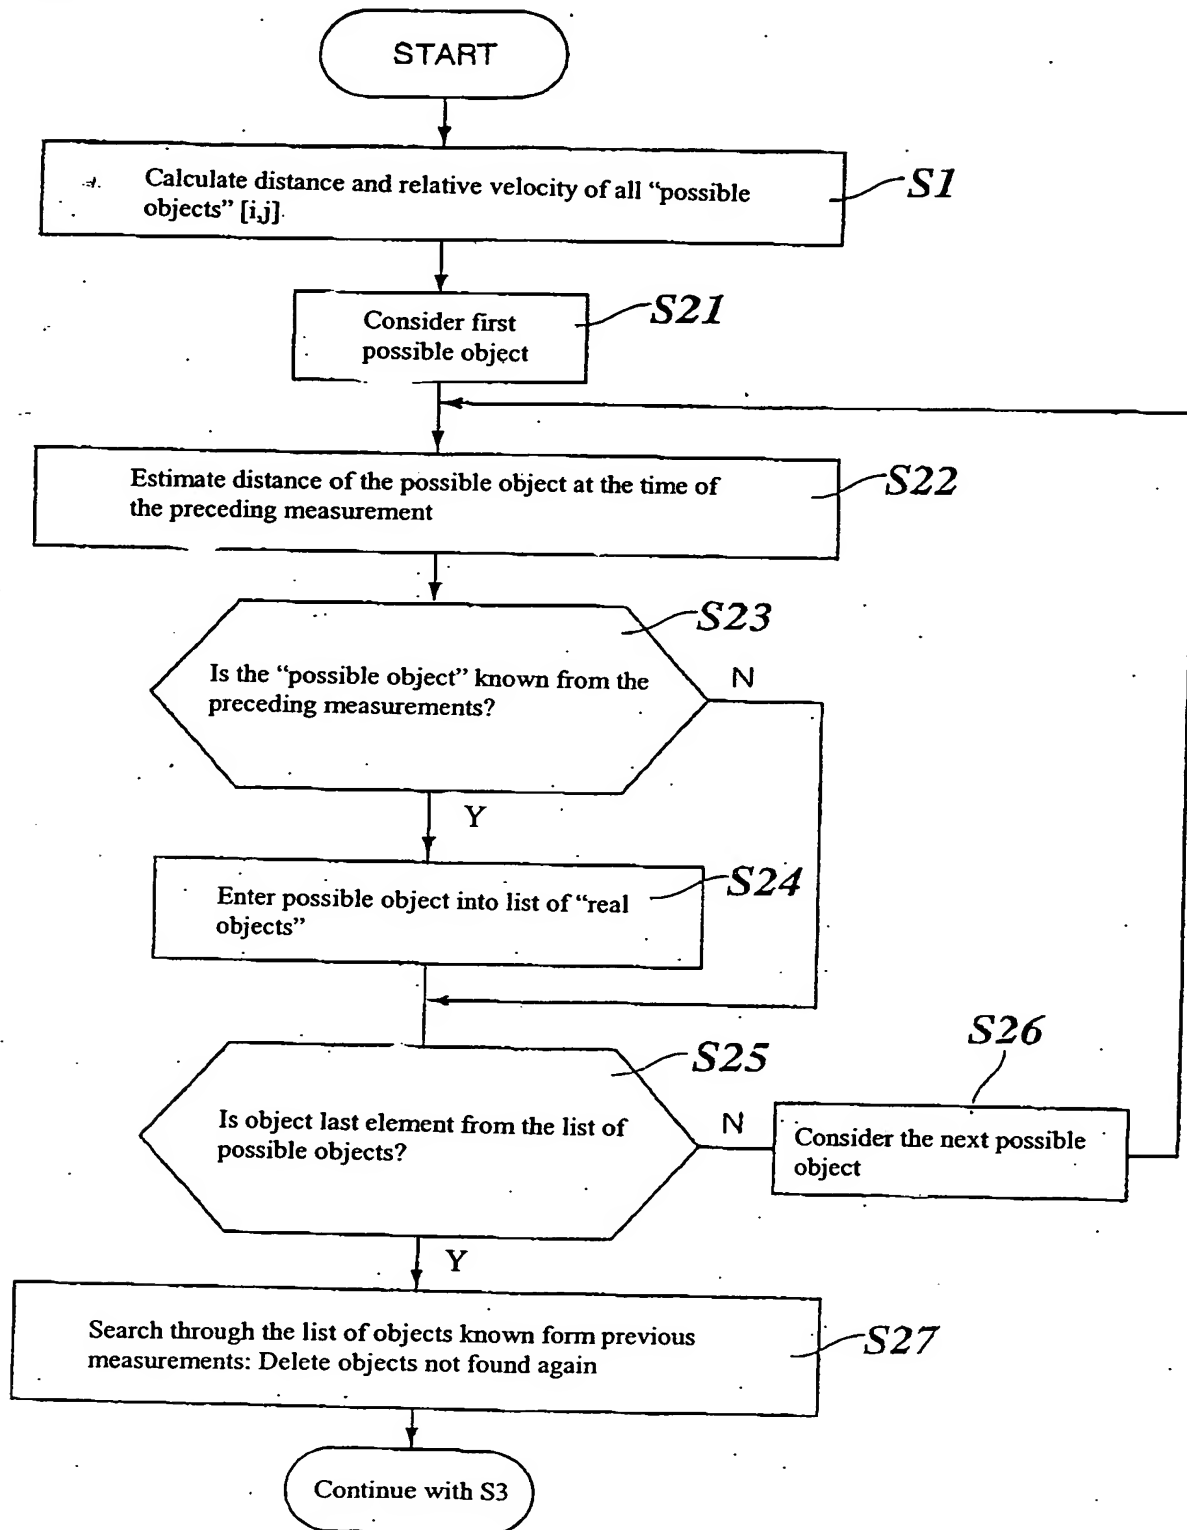 START
Calculate distance and relative velocity of all “possible
objects” [i,j]
S1
Consider first
possible object
S21
Estimate distance of the possible object at the time of
the preceding measurement
S22
Is the “possible object” known from the
preceding measurements?
S23
N
Y
Enter possible object into list of “real
objects”
S24
Is object last element from the list of
possible objects?
S25
N
Consider the next possible
object
S26
Y
Search through the list of objects known form previous
measurements: Delete objects not found again
S27
Continue with S3